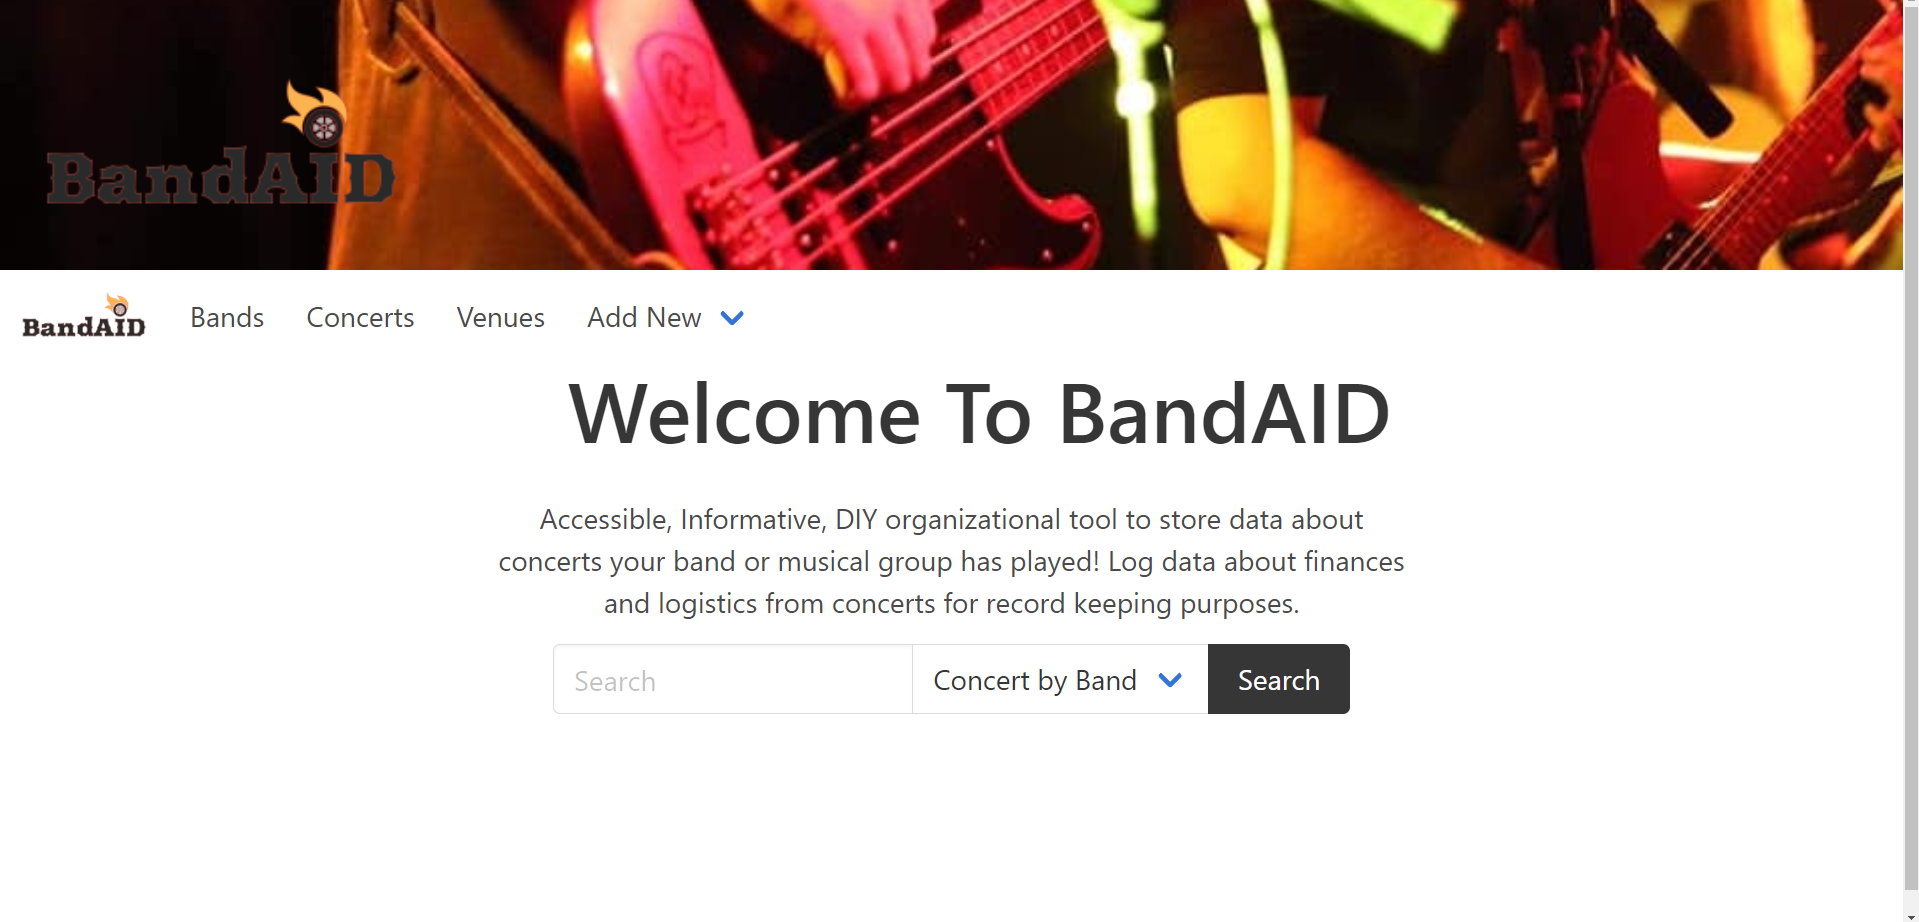 BandAID
BandAID
Bands
Concerts
Venues
Add New
Welcome To BandAID
Accessible, Informative, DIY organizational tool to store data about
concerts your band or musical group has played! Log data about finances
and logistics from concerts for record keeping purposes.
Search
Concert by Band
Search